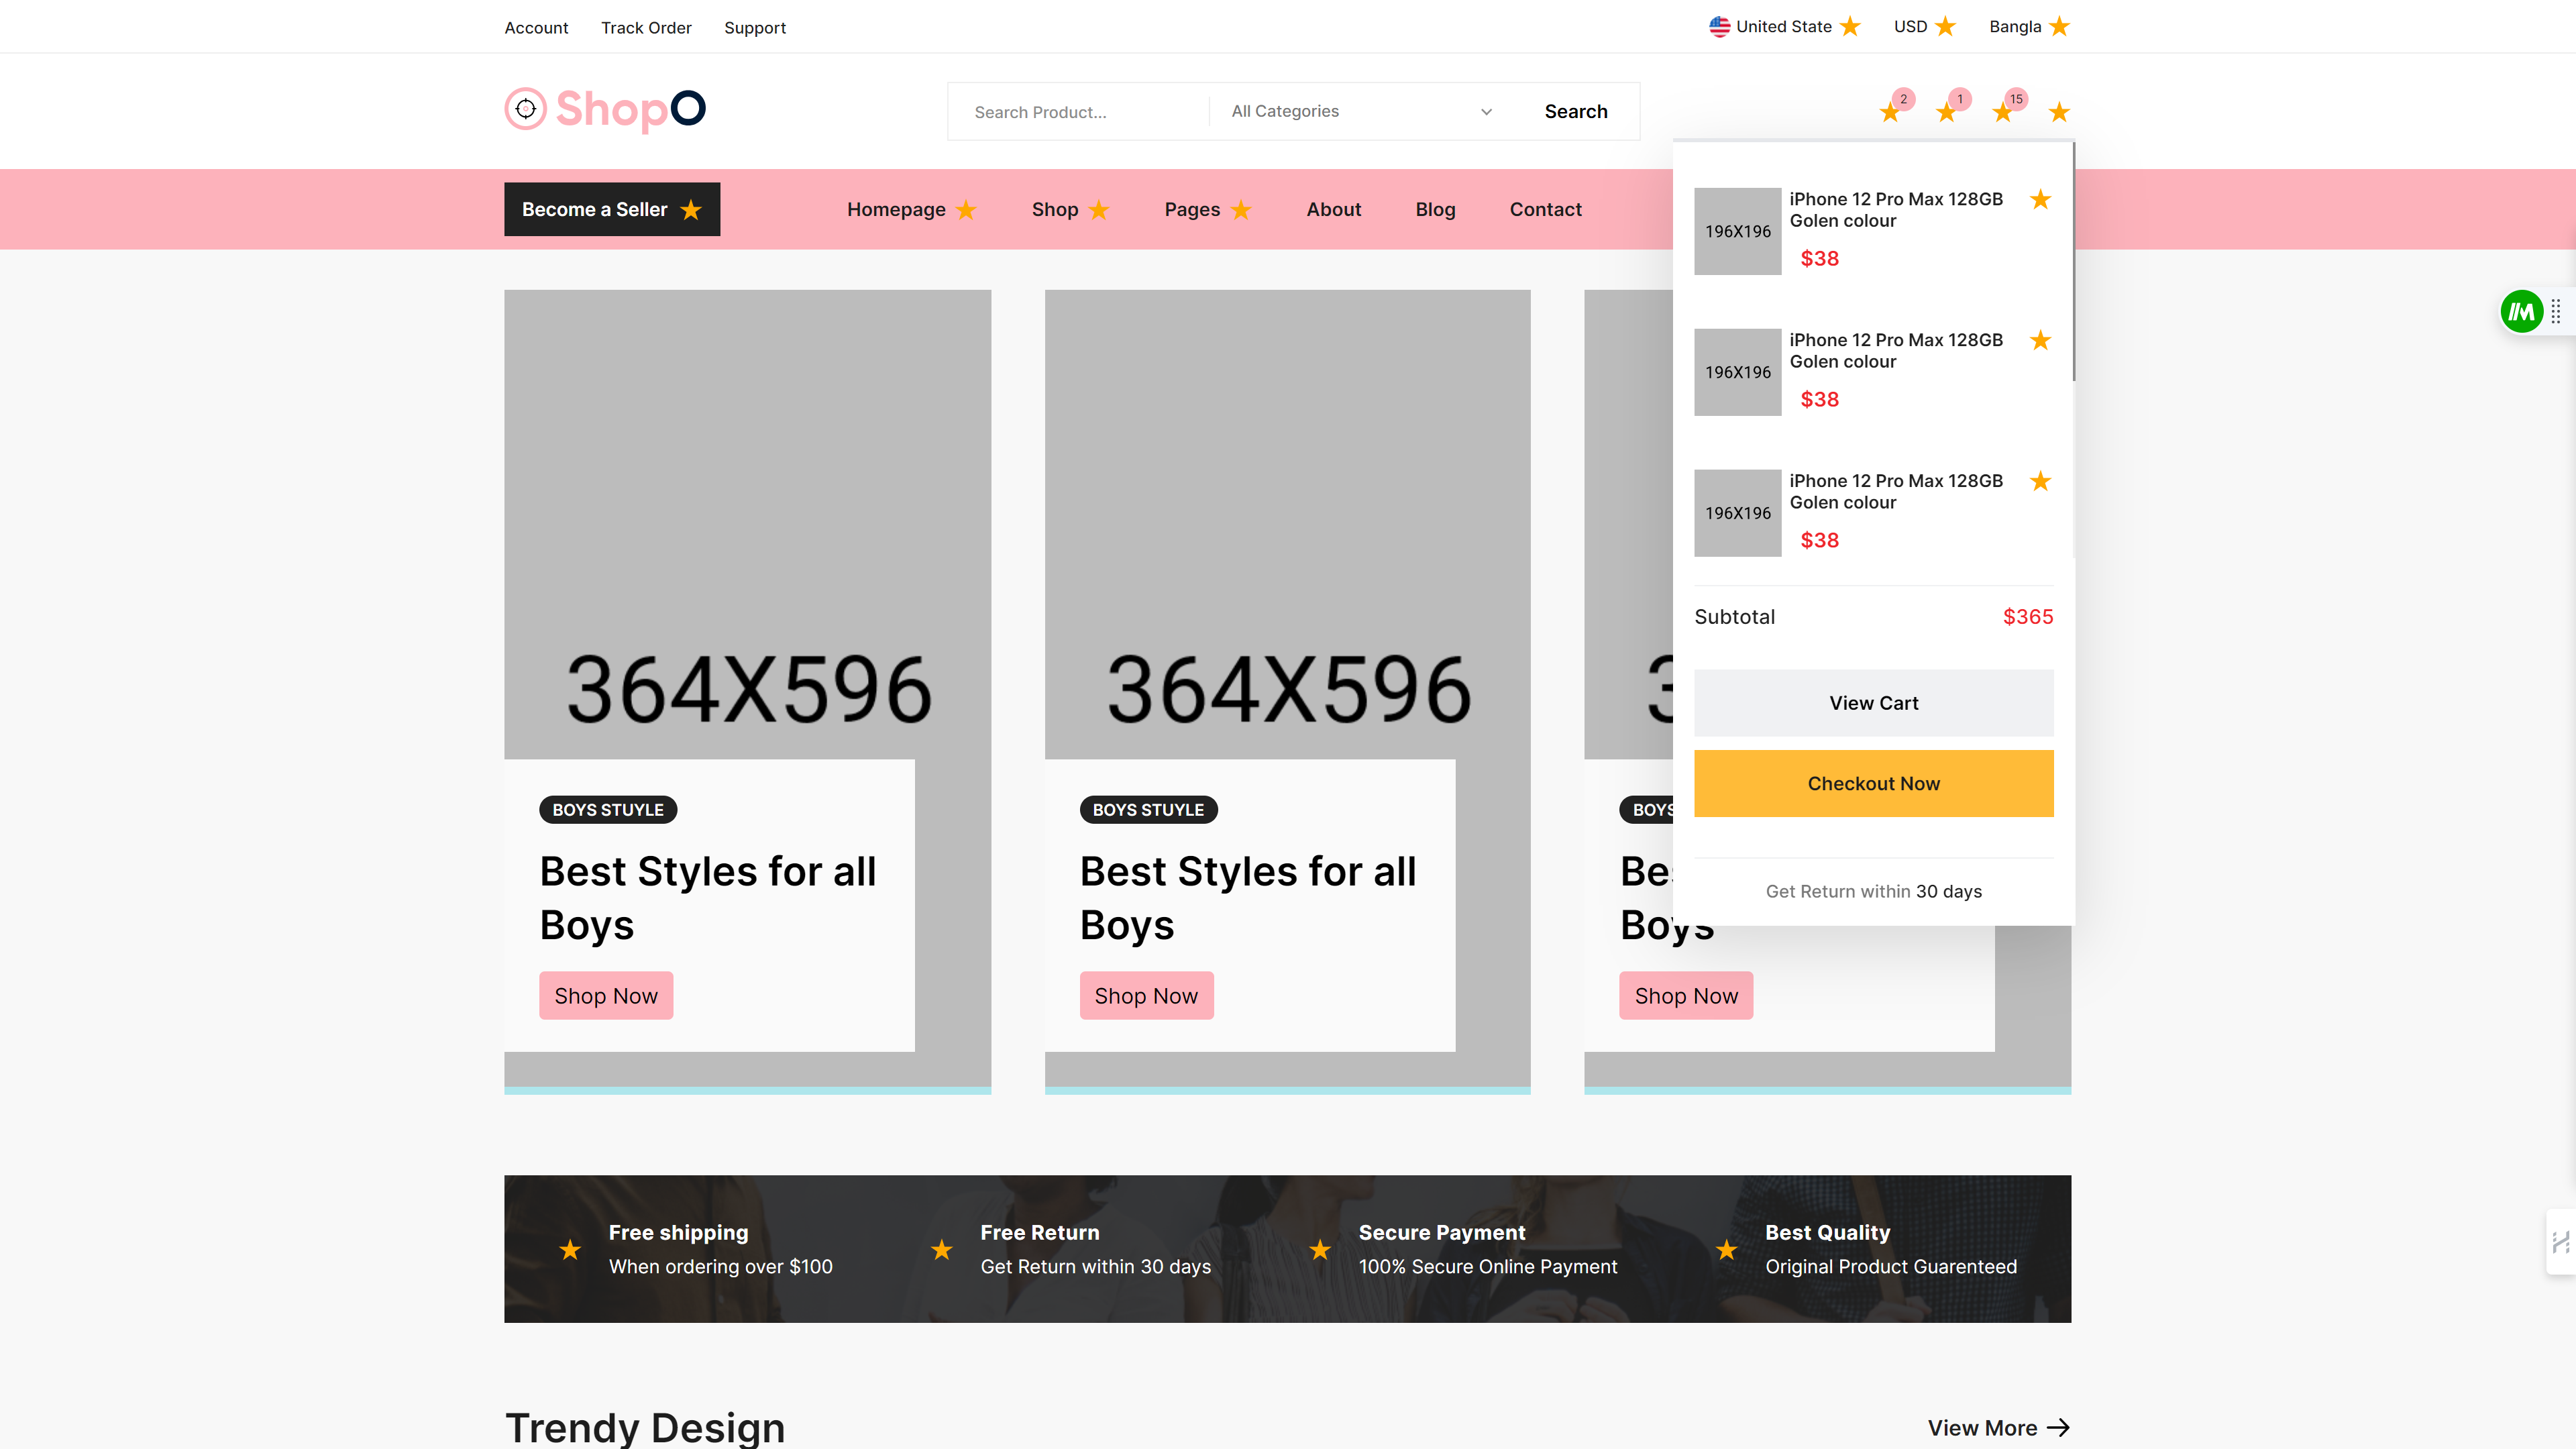 Account Track Order Support United State USD Bangla
ShopO Search Product... All Categories Search 2 1 15
Become a Seller Homepage Shop Pages About Blog Contact
iPhone 12 Pro Max 128GB
Golen colour
196X196
$38
iPhone 12 Pro Max 128GB
Golen colour
196X196
$38
iPhone 12 Pro Max 128GB
Golen colour
196X196
$38
Subtotal $365
View Cart
Checkout Now
Get Return within 30 days
364X596
BOYS STUYLE
Best Styles for all
Boys
Shop Now
364X596
BOYS STUYLE
Best Styles for all
Boys
Shop Now
Boys
Shop Now
Free shipping
When ordering over $100
Free Return
Get Return within 30 days
Secure Payment
100% Secure Online Payment
Best Quality
Original Product Guarenteed
Trendy Design View More